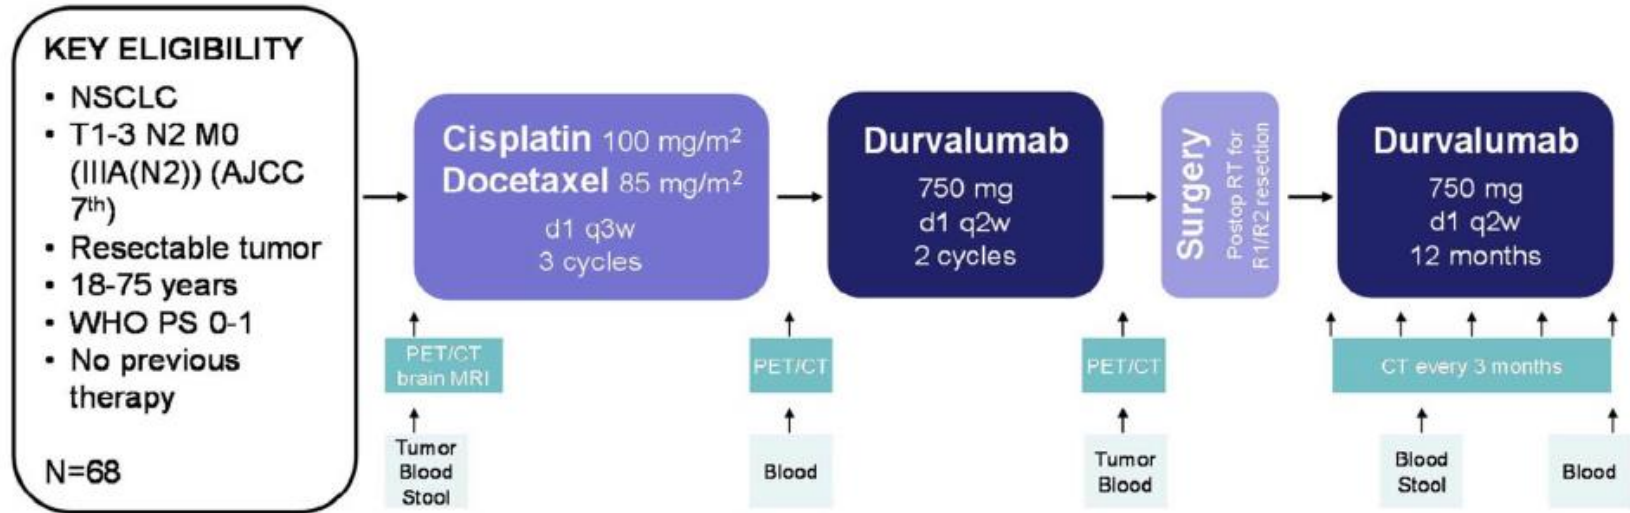 KEY ELIGIBILITY
• NSCLC
• T1-3 N2 M0
(IIIA(N2)) (AJCC
7th)
• Resectable tumor
• 18-75 years
• WHO PS 0-1
• No previous
therapy
N=68
Cisplatin 100 mg/m²
Docetaxel 85 mg/m²
d1 q3w
3 cycles
Durvalumab
750 mg
d1 q2w
2 cycles
Surgery
Postop RT for
R1/R2 resection
Durvalumab
750 mg
d1 q2w
12 months
PET/CT
brain MRI
PET/CT
PET/CT
CT every 3 months
Tumor
Blood
Stool
Blood
Tumor
Blood
Blood
Stool
Blood